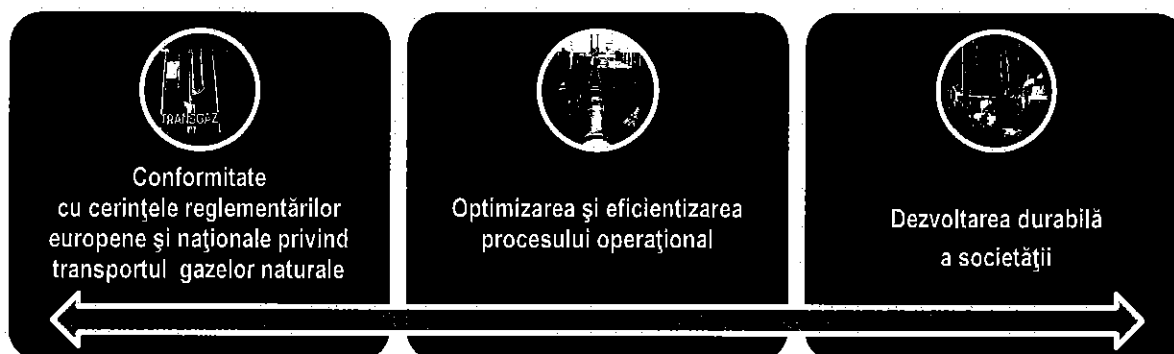 TRANSGAZ
Conformitate
cu cerinţele reglementărilor
europene şi naţionale privind
transportul gazelor naturale
Optimizarea şi eficientizarea
procesului operaţional
Dezvoltarea durabilă
a societăţii